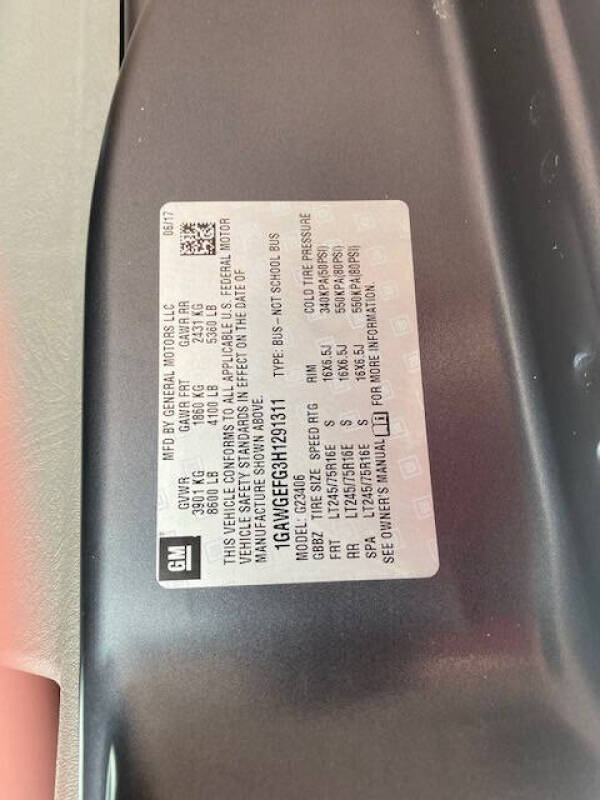 GM
MFD BY GENERAL MOTORS LLC 06/17
GVWR GAWR FRT GAWR RR
3901 KG 1860 KG 2431 KG
8600 LB 4100 LB 5360 LB
THIS VEHICLE CONFORMS TO ALL APPLICABLE U.S. FEDERAL MOTOR
VEHICLE SAFETY STANDARDS IN EFFECT ON THE DATE OF
MANUFACTURE SHOWN ABOVE.
1GAWGEFG3H1291311 TYPE: BUS – NOT SCHOOL BUS
MODEL: G23406
GBBZ TIRE SIZE SPEED RTG RIM COLD TIRE PRESSURE
FRT LT245/75R16E S 16X6.5J 340KPA(50PSI)
RR LT245/75R16E S 16X6.5J 550KPA(80PSI)
SPA LT245/75R16E S 16X6.5J 550KPA(80PSI)
SEE OWNER'S MANUAL FOR MORE INFORMATION.